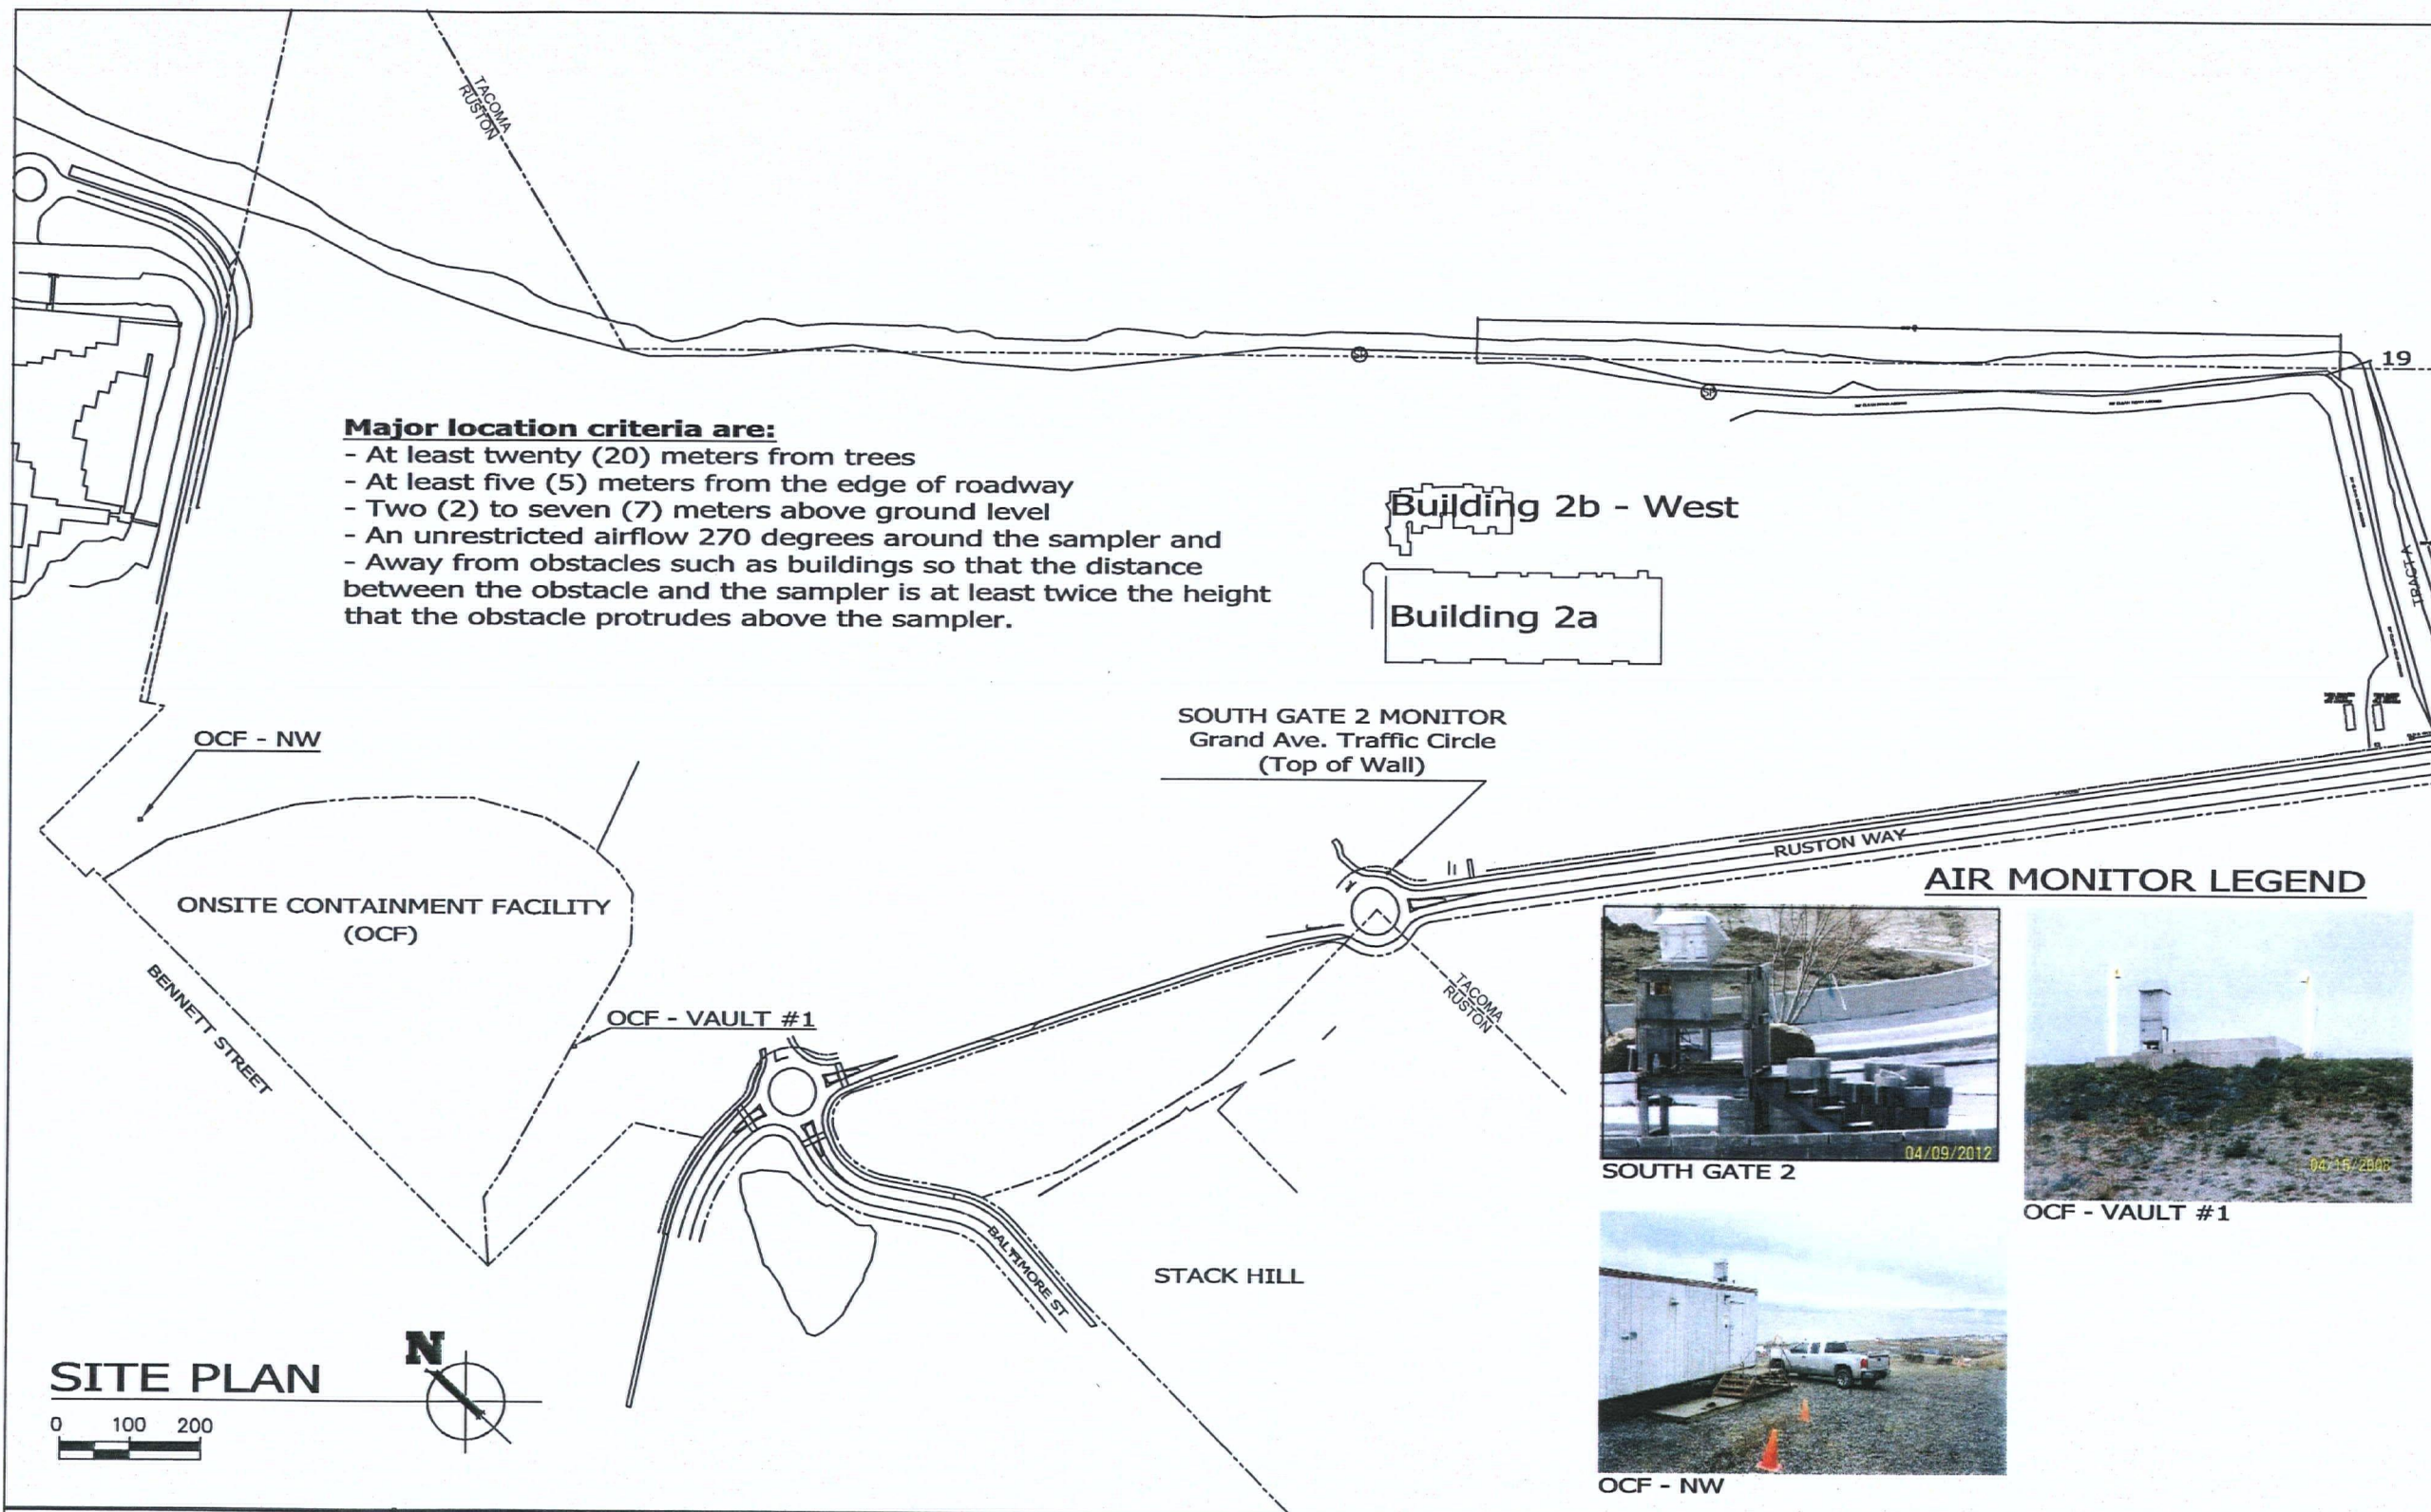 TACOMA
RUSTON
19
Major location criteria are:
- At least twenty (20) meters from trees
- At least five (5) meters from the edge of roadway
- Two (2) to seven (7) meters above ground level
- An unrestricted airflow 270 degrees around the sampler and
- Away from obstacles such as buildings so that the distance
between the obstacle and the sampler is at least twice the height
that the obstacle protrudes above the sampler.
Building 2b - West
Building 2a
TRACT A
OCF - NW
SOUTH GATE 2 MONITOR
Grand Ave. Traffic Circle
(Top of Wall)
RUSTON WAY
ONSITE CONTAINMENT FACILITY
(OCF)
BENNETT STREET
OCF - VAULT #1
TACOMA
RUSTON
BALTIMORE ST
STACK HILL
AIR MONITOR LEGEND
04/09/2012
SOUTH GATE 2
04/15/2008
OCF - VAULT #1
OCF - NW
SITE PLAN
N
0 100 200